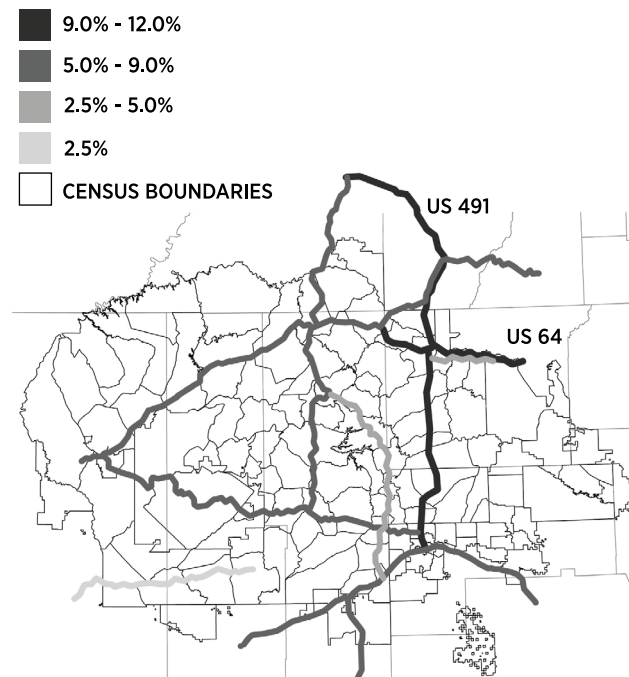 9.0% - 12.0%
5.0% - 9.0%
2.5% - 5.0%
2.5%
CENSUS BOUNDARIES
US 491
US 64